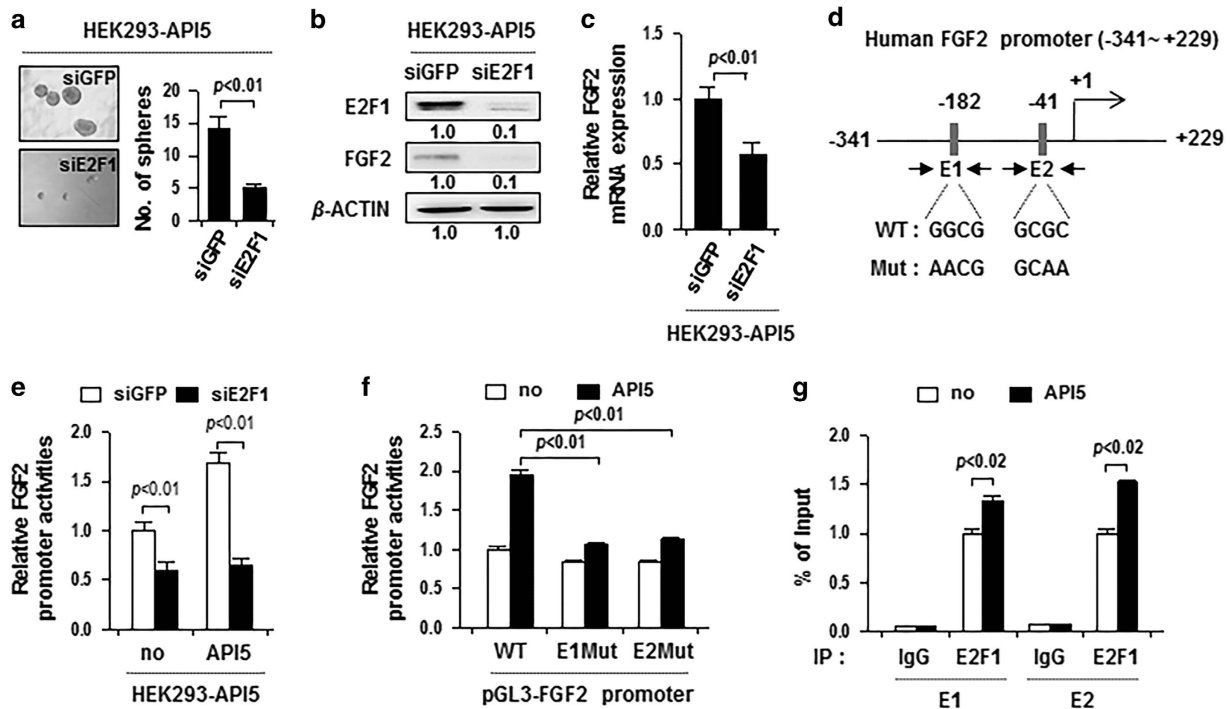 a
HEK293-API5
siGFP
siE2F1
No. of spheres
20
15
10
5
0
p<0.01
siGFP
siE2F1
b
HEK293-API5
siGFP siE2F1
E2F1
1.0 0.1
FGF2
1.0 0.1
β-ACTIN
1.0 1.0
c
Relative FGF2
mRNA expression
1.5
1.0
0.5
0.0
p<0.01
siGFP
siE2F1
HEK293-API5
d
Human FGF2 promoter (-341~ +229)
+1
-182 -41
-341 +229
E1 E2
WT : GGCG GCGC
Mut : AACG GCAA
e
siGFP siE2F1
Relative FGF2
promoter activities
2.0
1.5
1.0
0.5
0.0
p<0.01
p<0.01
no API5
HEK293-API5
f
no API5
Relative FGF2
promoter activities
2.5
2.0
1.5
1.0
0.5
0.0
p<0.01
p<0.01
WT E1Mut E2Mut
pGL3-FGF2 promoter
g
no API5
% of Input
2.0
1.5
1.0
0.5
0.0
p<0.02
p<0.02
IP : IgG E2F1 IgG E2F1
E1 E2